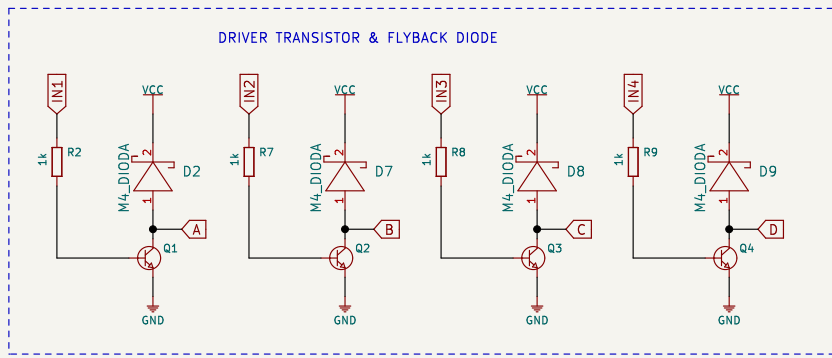 DRIVER TRANSISTOR & FLYBACK DIODE
IN1
VCC
1k
R2
2
M4_DIODA
D2
1
A
Q1
GND
IN2
VCC
1k
R7
2
M4_DIODA
D7
1
B
Q2
GND
IN3
VCC
1k
R8
2
M4_DIODA
D8
1
C
Q3
GND
IN4
VCC
1k
R9
2
M4_DIODA
D9
1
D
Q4
GND